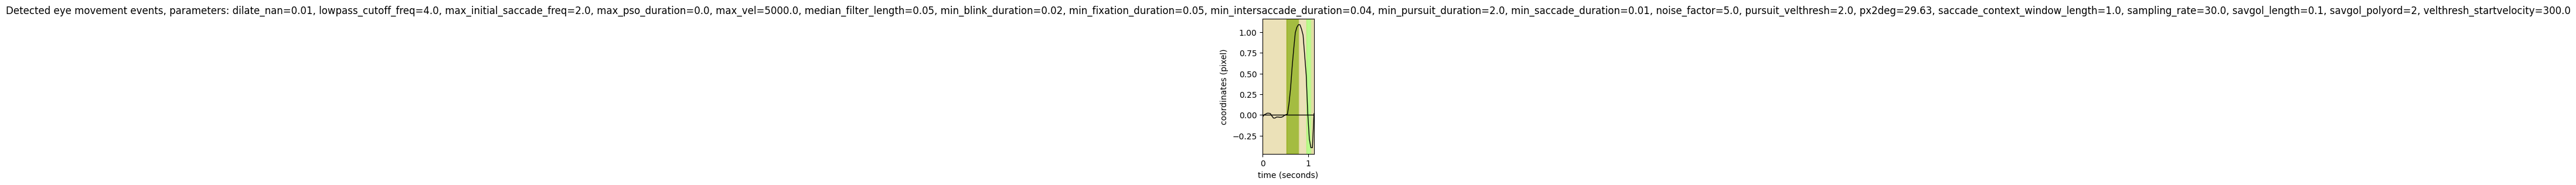 Detected eye movement events, parameters: dilate_nan=0.01, lowpass_cutoff_freq=4.0, max_initial_saccade_freq=2.0, max_pso_duration=0.0, max_vel=5000.0, median_filter_length=0.05, min_blink_duration=0.02, min_fixation_duration=0.05, min_intersaccade_duration=0.04, min_pursuit_duration=2.0, min_saccade_duration=0.01, noise_factor=5.0, pursuit_velthresh=2.0, px2deg=29.63, saccade_context_window_length=1.0, sampling_rate=30.0, savgol_length=0.1, savgol_polyord=2, velthresh_startvelocity=300.0
coordinates (pixel)
1.00
0.75
0.50
0.25
0.00
−0.25
0 1
time (seconds)